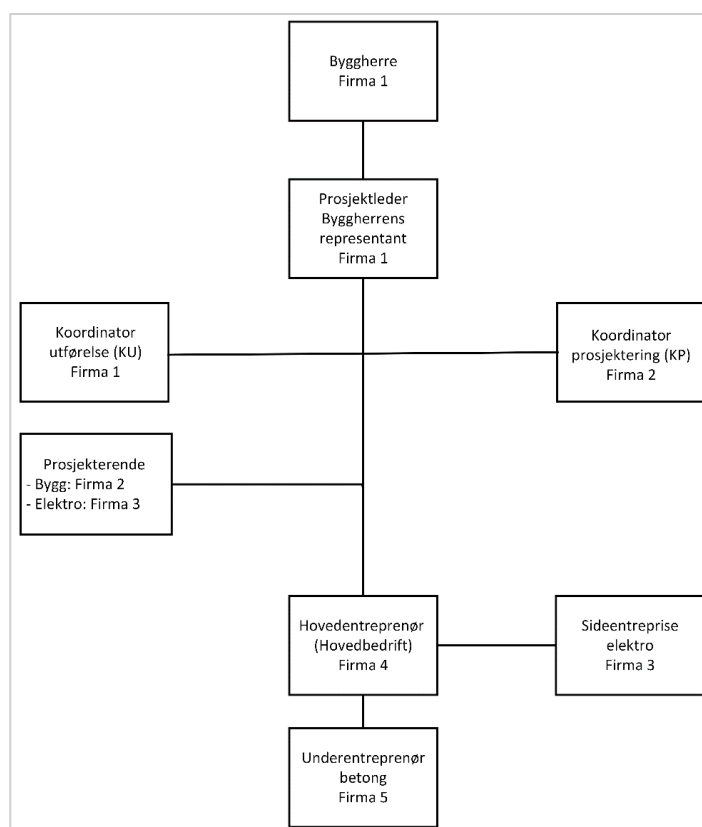 Byggherre
Firma 1
Prosjektleder
Byggherrens
representant
Firma 1
Koordinator
utførelse (KU)
Firma 1
Koordinator
prosjektering (KP)
Firma 2
Prosjekterende
- Bygg: Firma 2
- Elektro: Firma 3
Hovedentreprenør
(Hovedbedrift)
Firma 4
Sideentreprise
elektro
Firma 3
Underentreprenør
betong
Firma 5